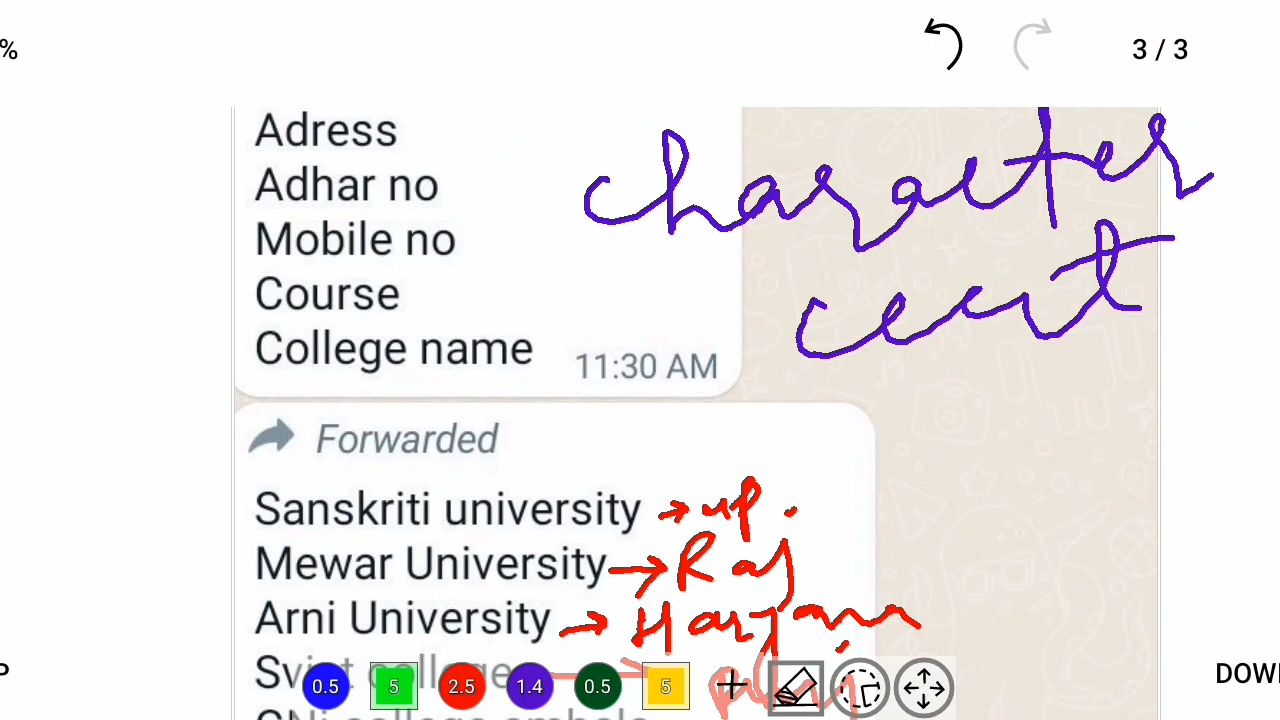 %
3 / 3
Adress
Adhar no
Mobile no
Course
College name
11:30 AM
character
cert
Forwarded
Sanskriti university → up.
Mewar University → Raj
Arni University → Haryana
college
0.5 5 2.5 1.4 0.5 5 +
P
DOW